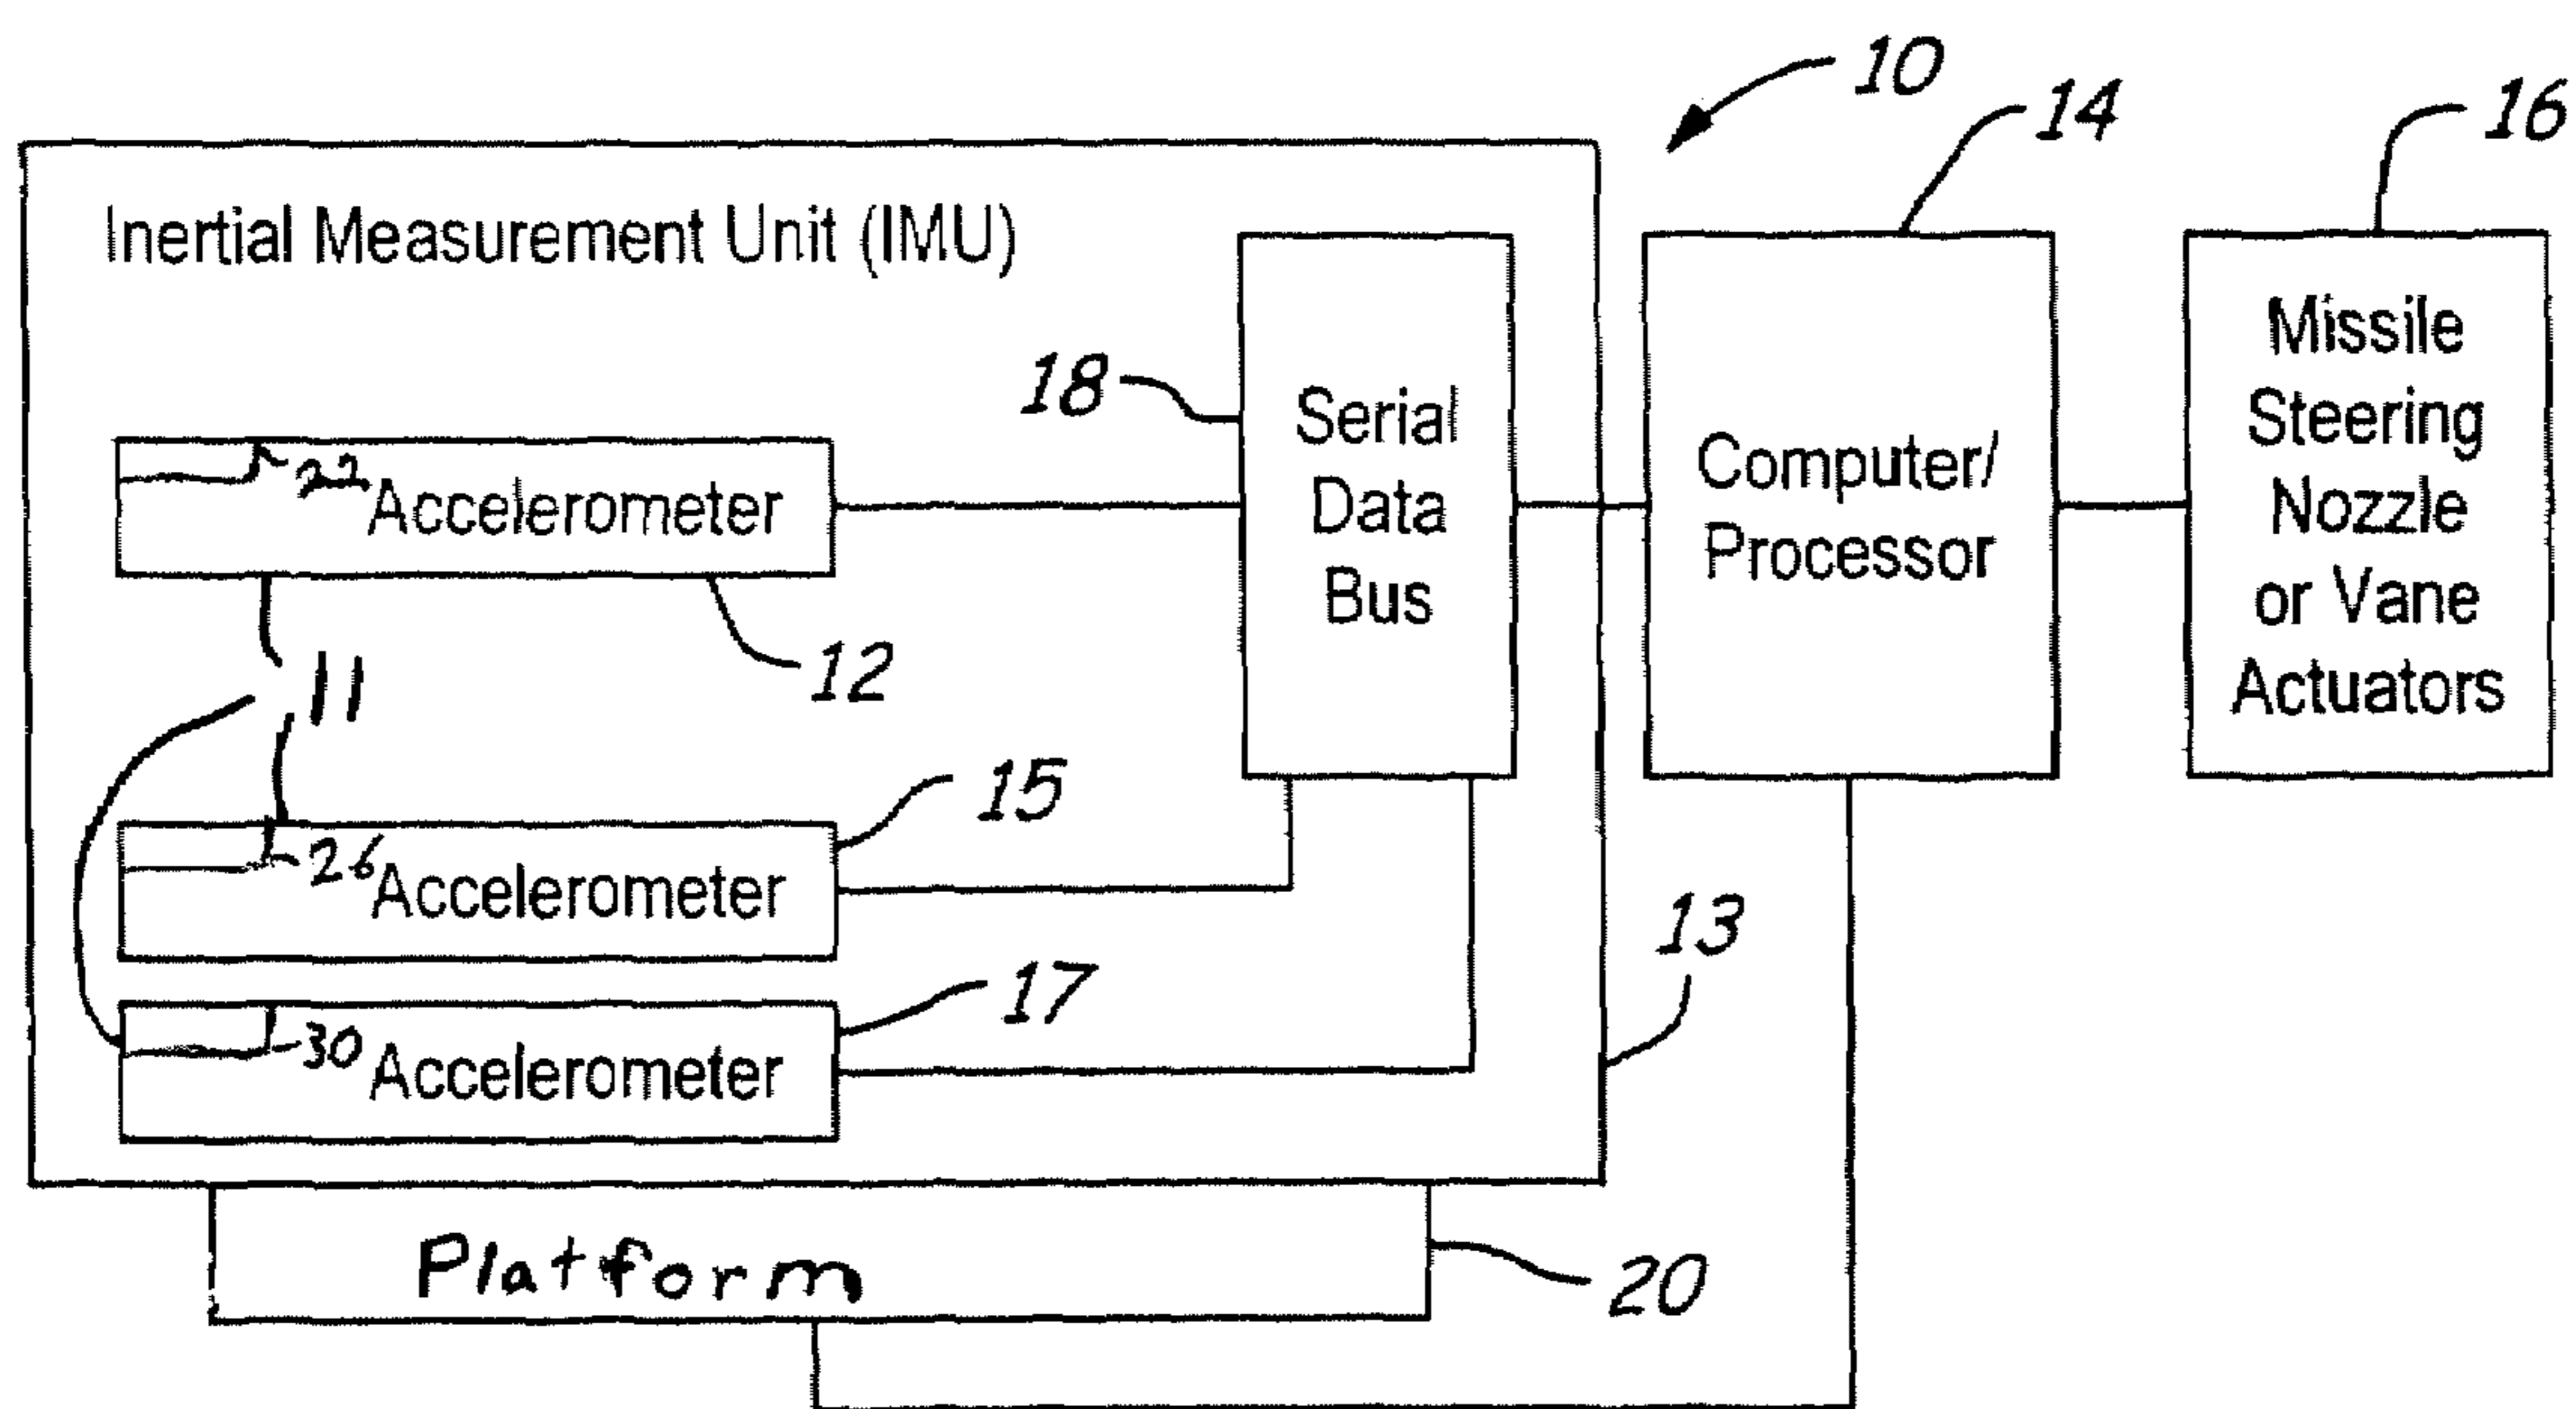 10
14
16
Inertial Measurement Unit (IMU)
18
Serial
Data
Bus
Computer/
Processor
Missile
Steering
Nozzle
or Vane
Actuators
22
Accelerometer
12
11
15
26
Accelerometer
13
17
30
Accelerometer
Platform
20